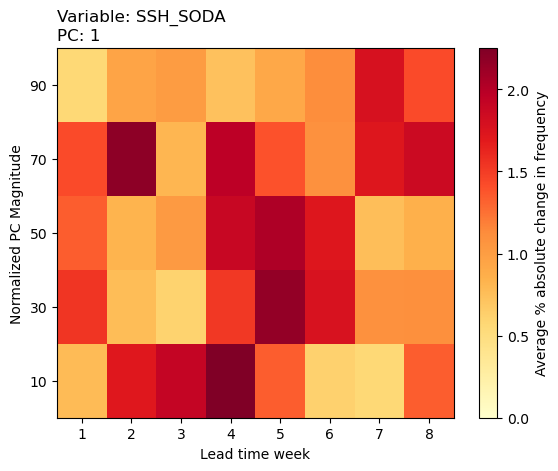 Variable: SSH_SODA
PC: 1
90
70
50
30
10
Normalized PC Magnitude
1 2 3 4 5 6 7 8
Lead time week
2.0
1.5
1.0
0.5
0.0
Average % absolute change in frequency